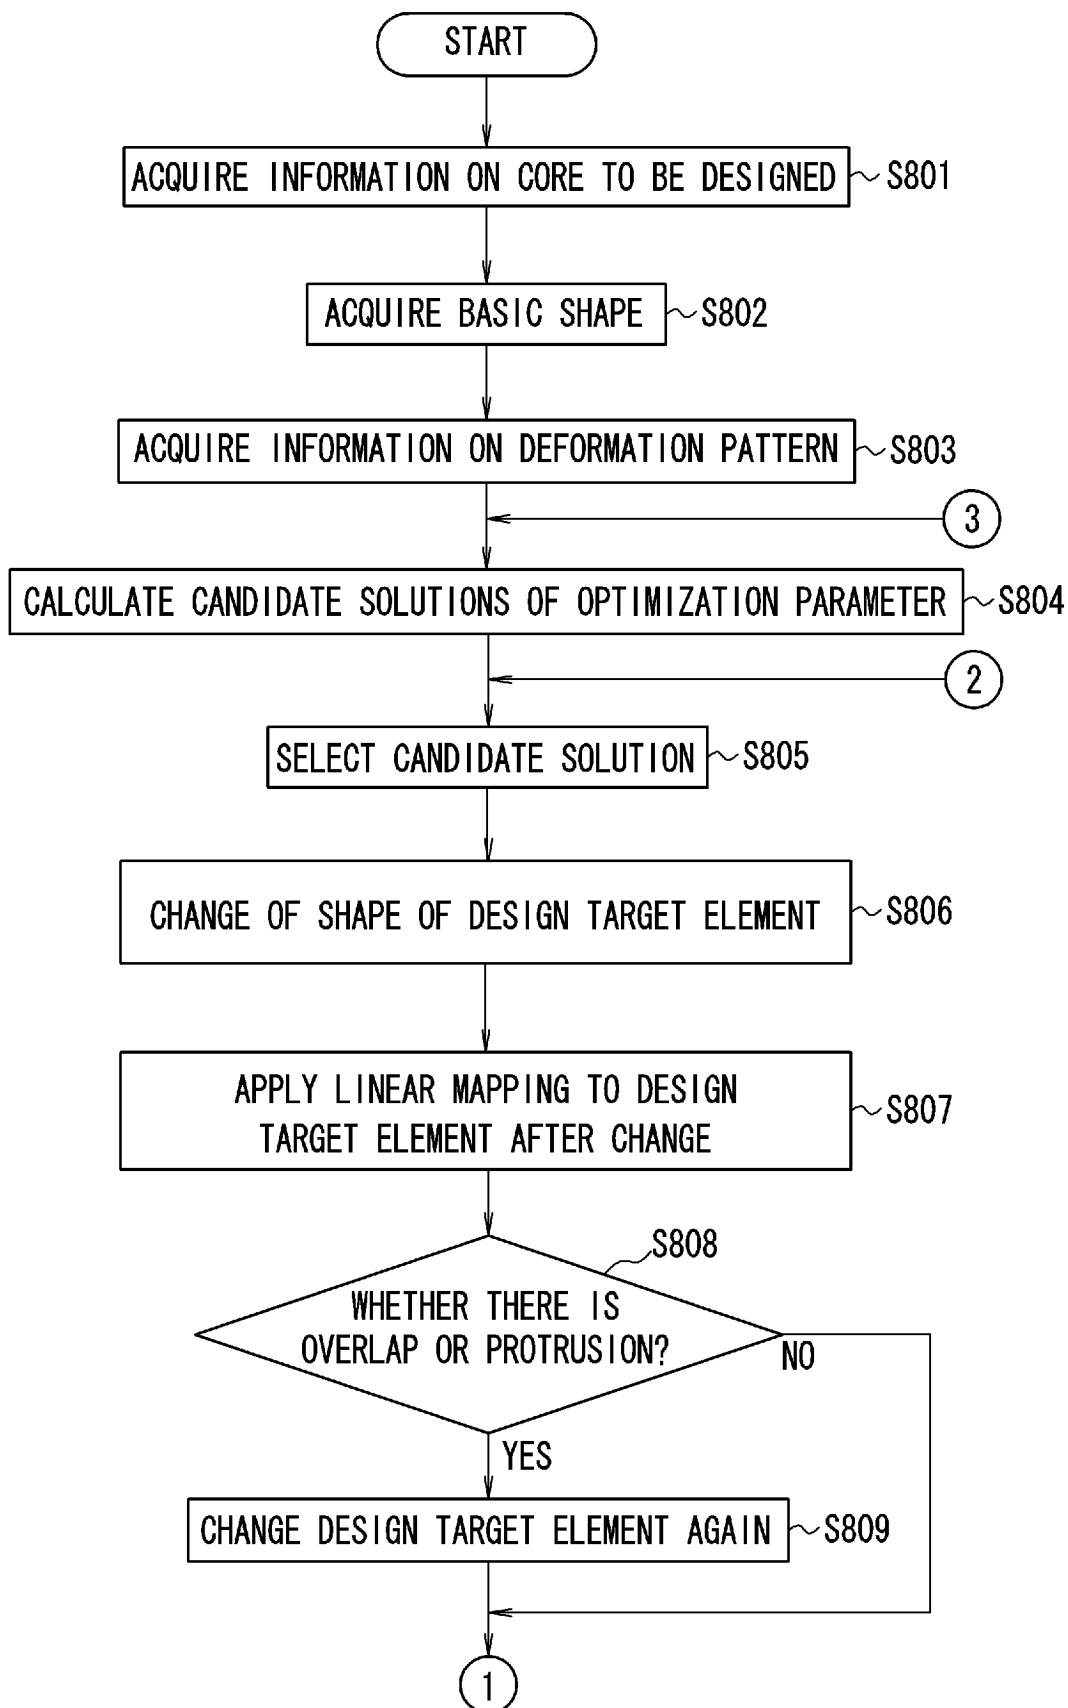 START
ACQUIRE INFORMATION ON CORE TO BE DESIGNED
S801
ACQUIRE BASIC SHAPE
S802
ACQUIRE INFORMATION ON DEFORMATION PATTERN
S803
3
CALCULATE CANDIDATE SOLUTIONS OF OPTIMIZATION PARAMETER
S804
2
SELECT CANDIDATE SOLUTION
S805
CHANGE OF SHAPE OF DESIGN TARGET ELEMENT
S806
APPLY LINEAR MAPPING TO DESIGN
TARGET ELEMENT AFTER CHANGE
S807
S808
WHETHER THERE IS
OVERLAP OR PROTRUSION?
NO
YES
CHANGE DESIGN TARGET ELEMENT AGAIN
S809
1